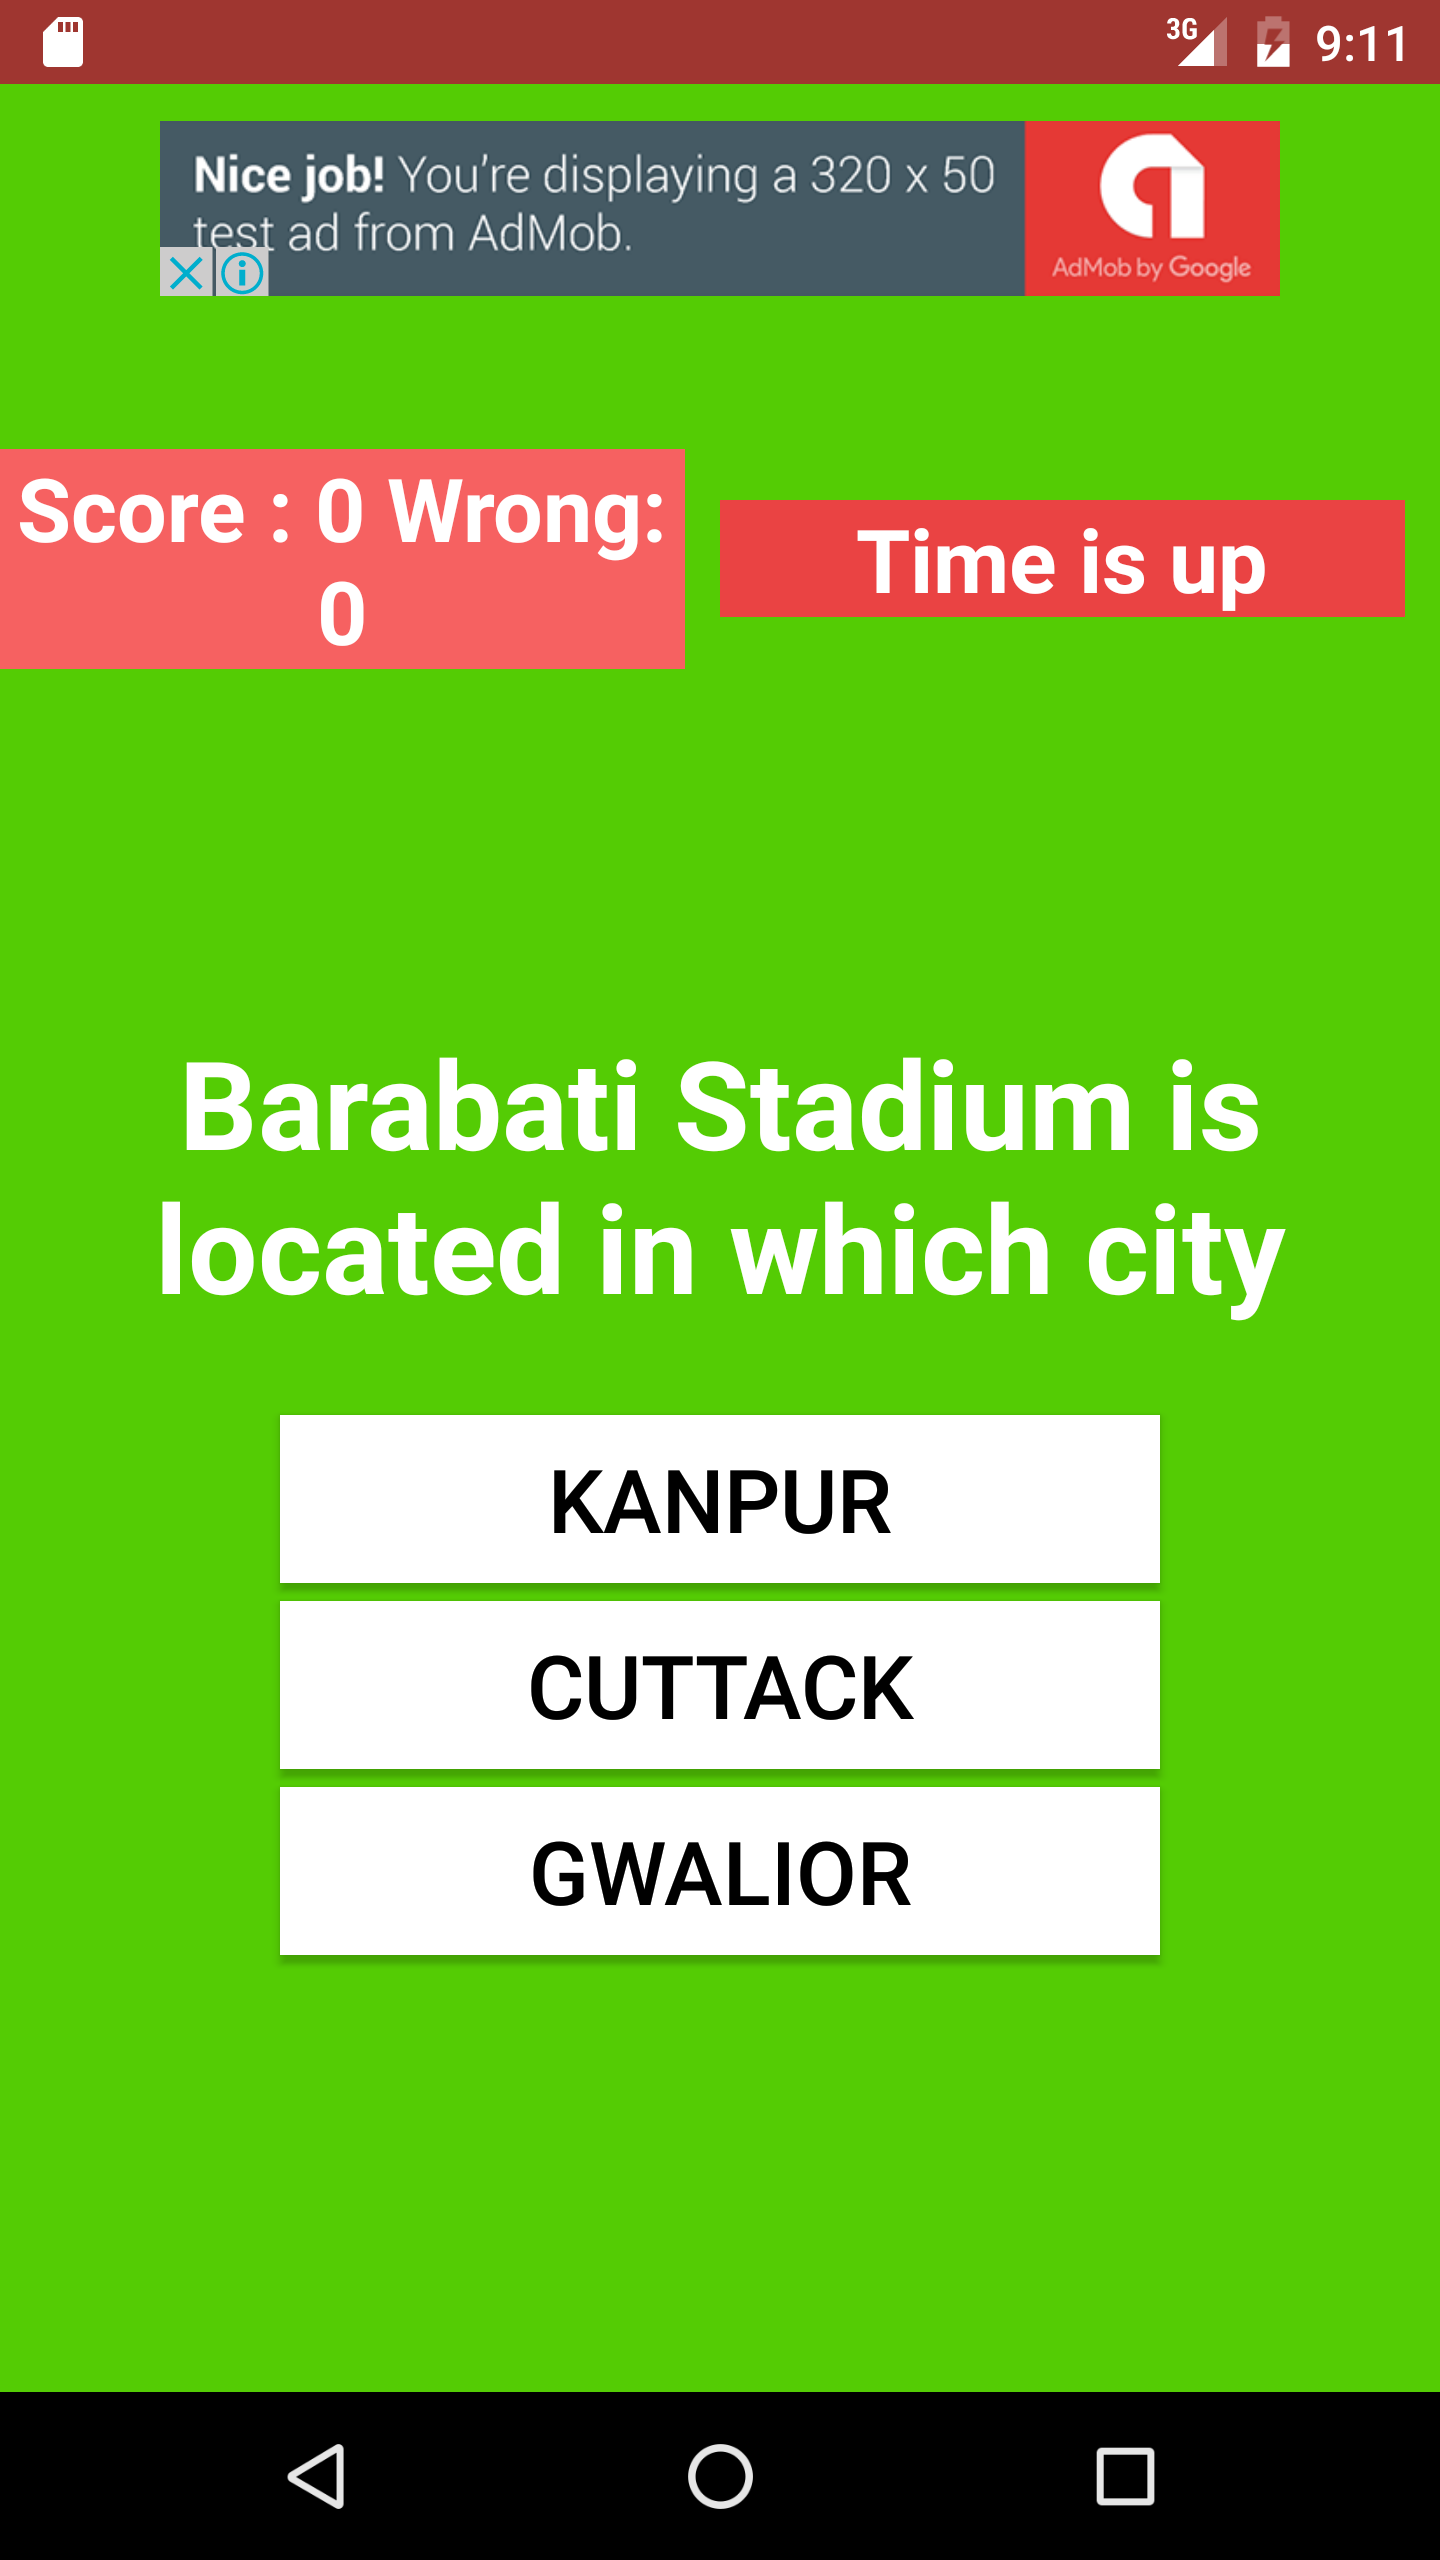 3G
9:11
Nice job! You're displaying a 320 x 50
test ad from AdMob.
AdMob by Google
Score : 0 Wrong:
0
Time is up
Barabati Stadium is
located in which city
KANPUR
CUTTACK
GWALIOR